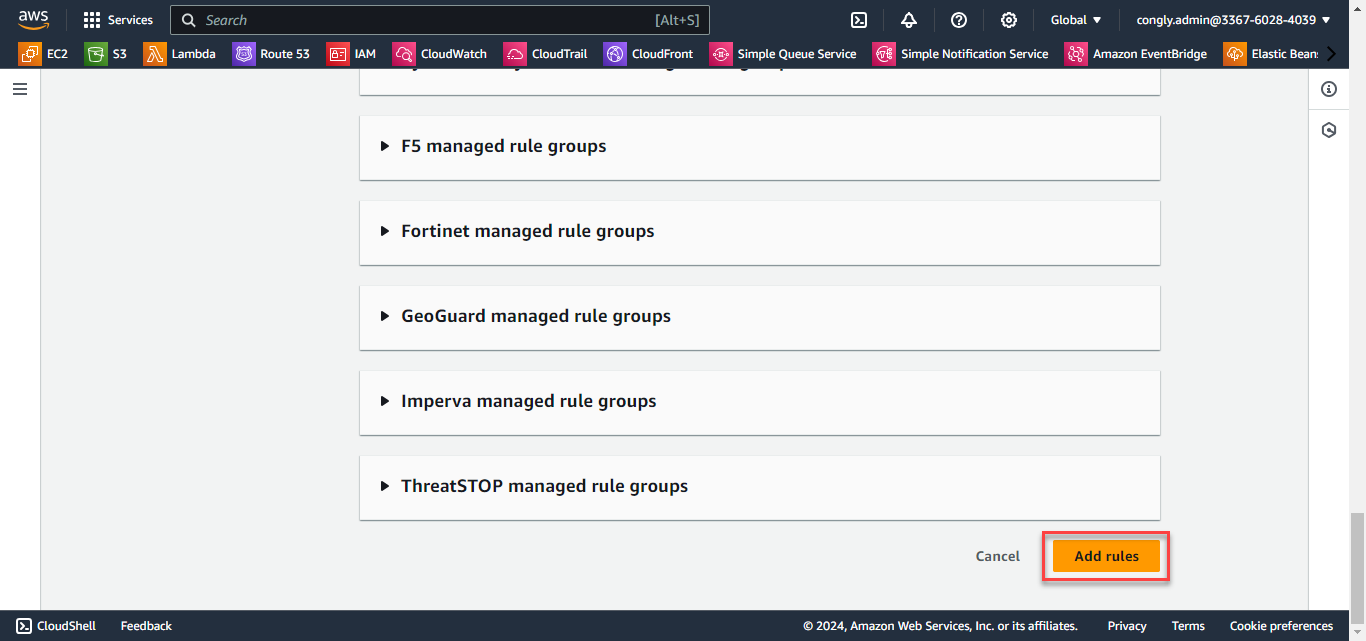 aws
Services
Search [Alt+S]
Global
congly.admin@3367-6028-4039
EC2
S3
Lambda
Route 53
IAM
CloudWatch
CloudTrail
CloudFront
Simple Queue Service
Simple Notification Service
Amazon EventBridge
Elastic Bean
F5 managed rule groups
Fortinet managed rule groups
GeoGuard managed rule groups
Imperva managed rule groups
ThreatSTOP managed rule groups
Cancel
Add rules
CloudShell
Feedback
© 2024, Amazon Web Services, Inc. or its affiliates.
Privacy
Terms
Cookie preferences